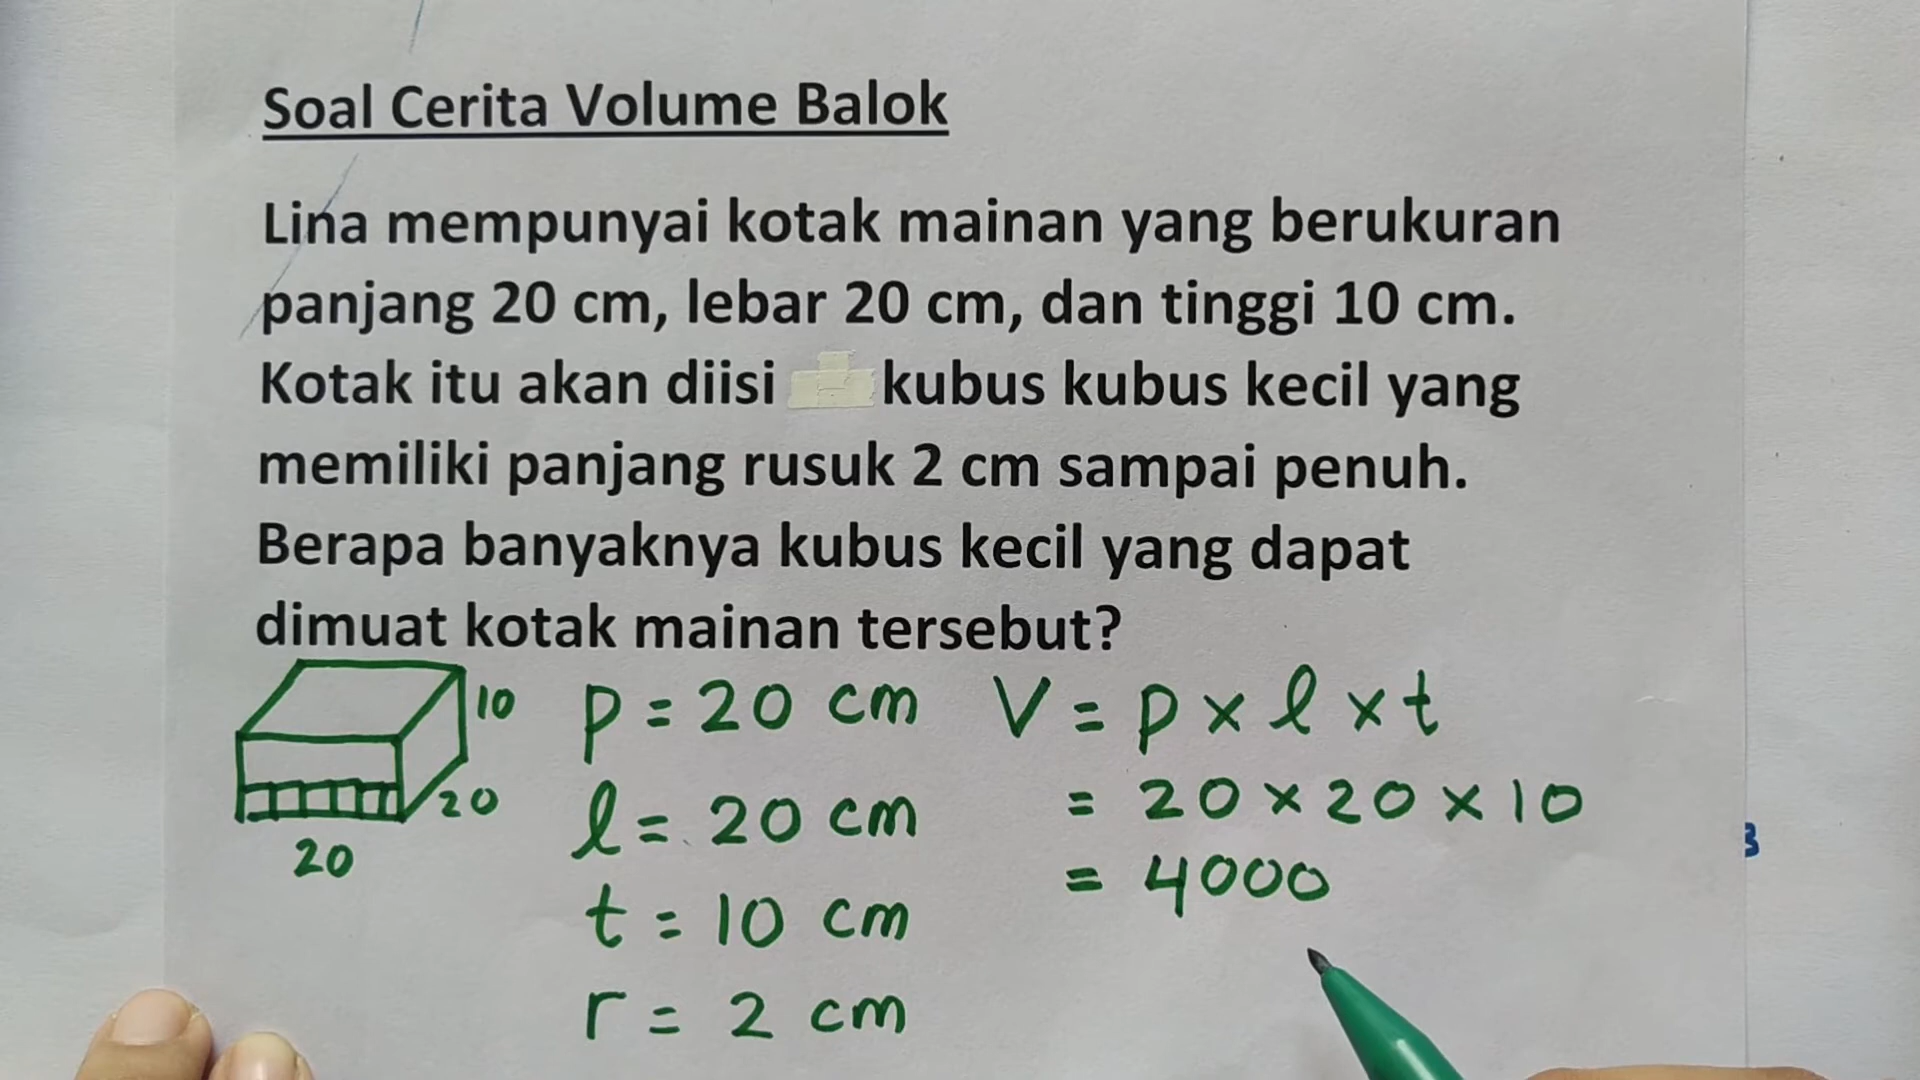 Soal Cerita Volume Balok
Lina mempunyai kotak mainan yang berukuran
panjang 20 cm, lebar 20 cm, dan tinggi 10 cm.
Kotak itu akan diisi kubus kubus kecil yang
memiliki panjang rusuk 2 cm sampai penuh.
Berapa banyaknya kubus kecil yang dapat
dimuat kotak mainan tersebut?
10
20
20
p = 20 cm
l = 20 cm
t = 10 cm
r = 2 cm
V = p x l x t
= 20 x 20 x 10
= 4000
3